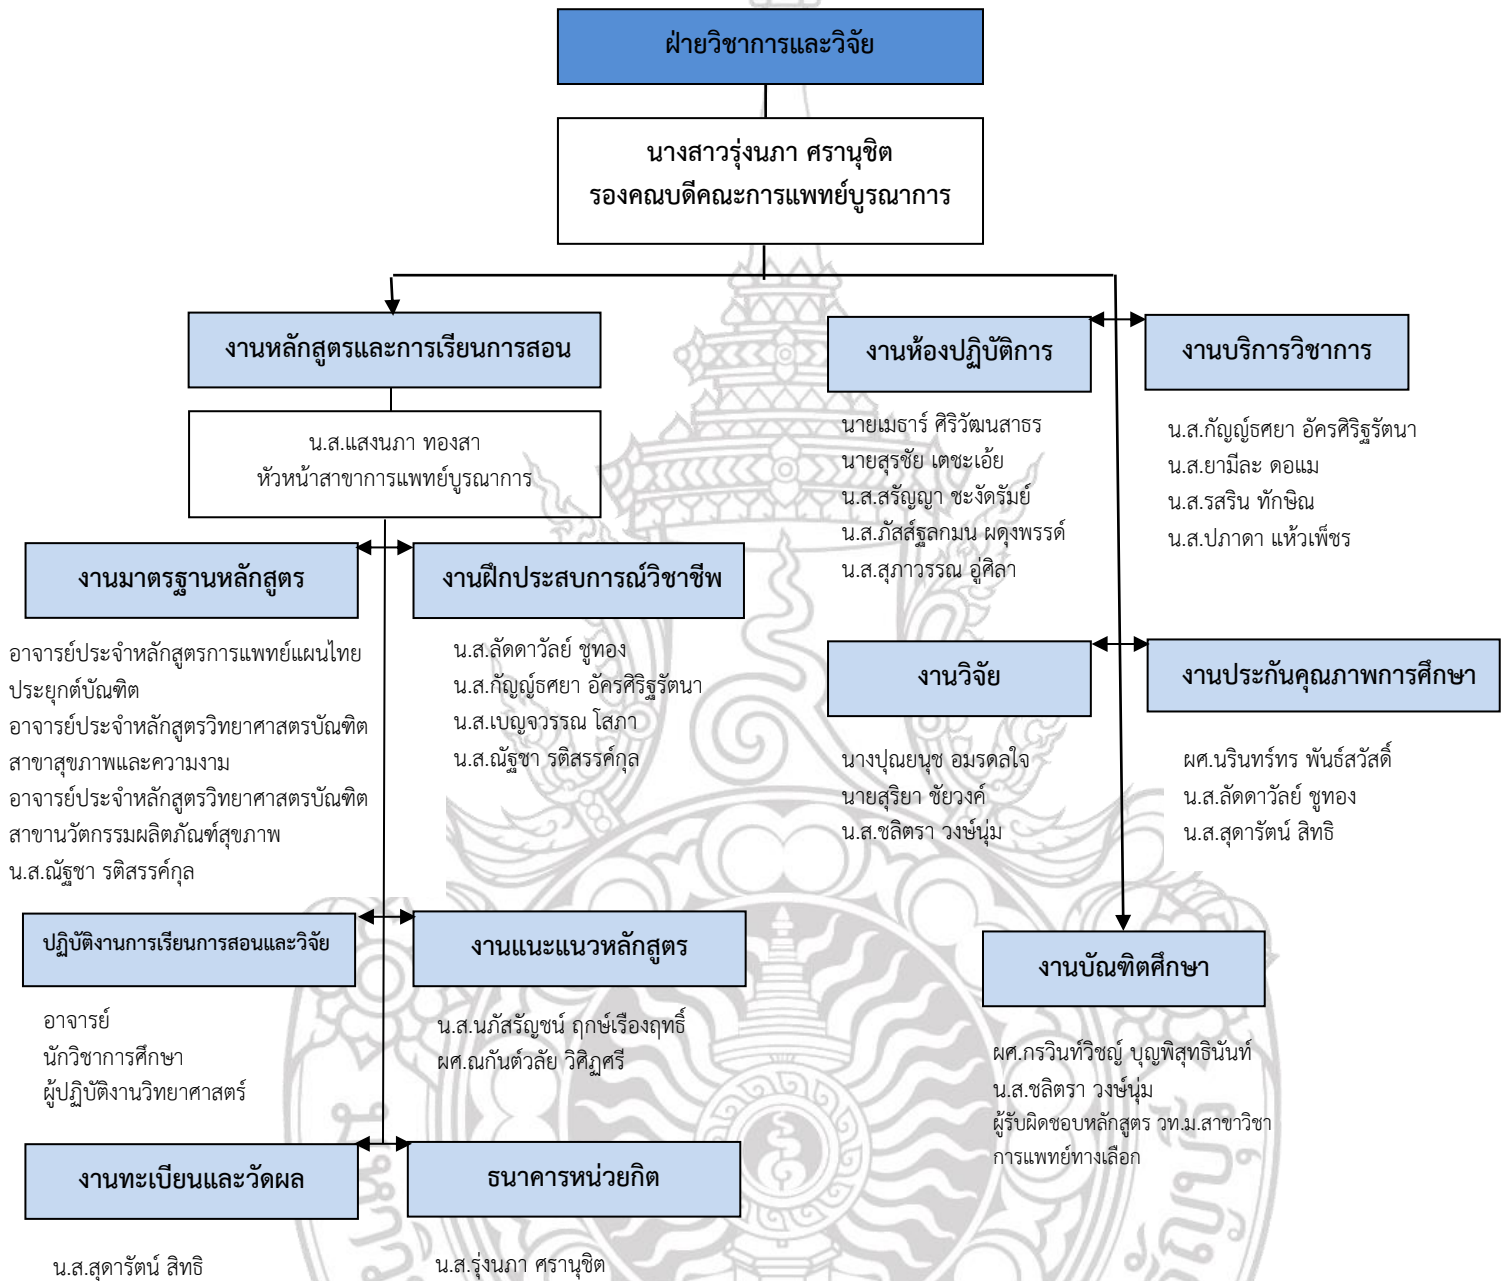 ฝ่ายวิชาการและวิจัย
นางสาวรุ่งนภา ศรานุชิต
รองคณบดีคณะการแพทย์บูรณาการ
งานหลักสูตรและการเรียนการสอน
น.ส.แสงนภา ทองสา
หัวหน้าสาขาการแพทย์บูรณาการ
งานมาตรฐานหลักสูตร
อาจารย์ประจำหลักสูตรการแพทย์แผนไทย
ประยุกต์บัณฑิต
อาจารย์ประจำหลักสูตรวิทยาศาสตรบัณฑิต
สาขาสุขภาพและความงาม
อาจารย์ประจำหลักสูตรวิทยาศาสตรบัณฑิต
สาขานวัตกรรมผลิตภัณฑ์สุขภาพ
น.ส.ณัฐชา รติสรรค์กุล
งานฝึกประสบการณ์วิชาชีพ
น.ส.ลัดดาวัลย์ ชูทอง
น.ส.กัญญ์ธศยา อัครศิริฐรัตนา
น.ส.เบญจวรรณ โสภา
น.ส.ณัฐชา รติสรรค์กุล
ปฏิบัติงานการเรียนการสอนและวิจัย
อาจารย์
นักวิชาการศึกษา
ผู้ปฏิบัติงานวิทยาศาสตร์
งานแนะแนวหลักสูตร
น.ส.นภัสรัญชน์ ฤกษ์เรืองฤทธิ์
ผศ.ณกันต์วลัย วิศิฏศรี
งานทะเบียนและวัดผล
น.ส.สุดารัตน์ สิทธิ
ธนาคารหน่วยกิต
น.ส.รุ่งนภา ศรานุชิต
งานห้องปฏิบัติการ
นายเมธาร์ ศิริวัฒนสาธร
นายสุรชัย เตชะเอ้ย
น.ส.สรัญญา ชะงัดรัมย์
น.ส.ภัสส์ฐลกมน ผดุงพรรค์
น.ส.สุภาวรรณ อู่ศิลา
งานบริการวิชาการ
น.ส.กัญญ์ธศยา อัครศิริฐรัตนา
น.ส.ยามีละ ดอแม
น.ส.รสริน ทักษิณ
น.ส.ปภาดา แห้วเพ็ชร
งานวิจัย
นางปุณยนุช อมรดลใจ
นายสุริยา ชัยวงค์
น.ส.ชลิตรา วงษ์นุ่ม
งานประกันคุณภาพการศึกษา
ผศ.นรินทร์ทร พันธ์สวัสดิ์
น.ส.ลัดดาวัลย์ ชูทอง
น.ส.สุดารัตน์ สิทธิ
งานบัณฑิตศึกษา
ผศ.กรวินท์วิชญ์ บุญพิสุทธินันท์
น.ส.ชลิตรา วงษ์นุ่ม
ผู้รับผิดชอบหลักสูตร วท.ม.สาขาวิชา
การแพทย์ทางเลือก